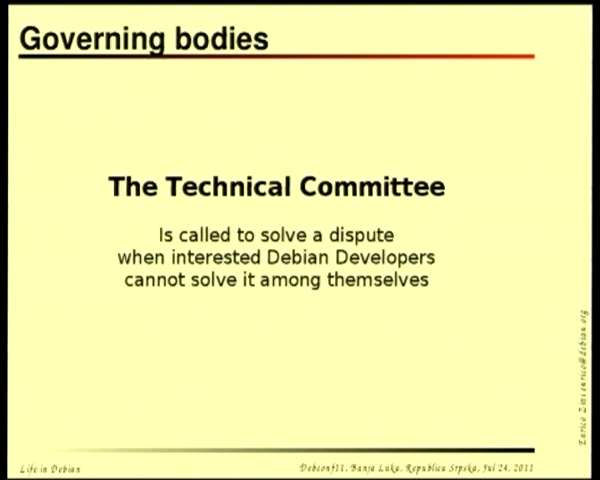 Governing bodies
The Technical Committee
Is called to solve a dispute
when interested Debian Developers
cannot solve it among themselves
Life in Debian
Debconf11, Banja Luka, Republica Srpska, Jul 24, 2011
Enrico Zini enrico@debian.org